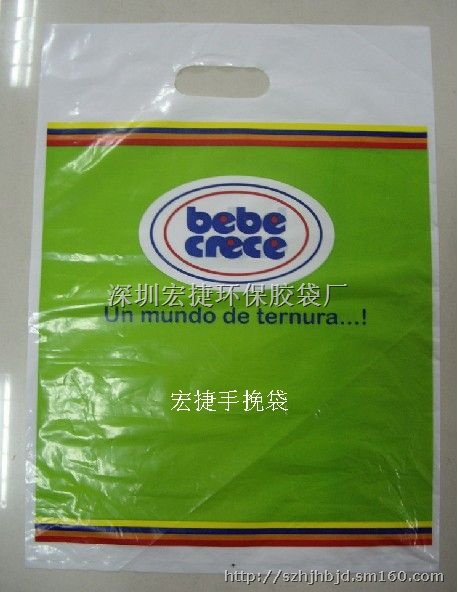 bebe
crece
深圳宏捷环保胶袋厂
Un mundo de ternura...!
宏捷手挽袋
http://szhjhbjd.sm160.com/